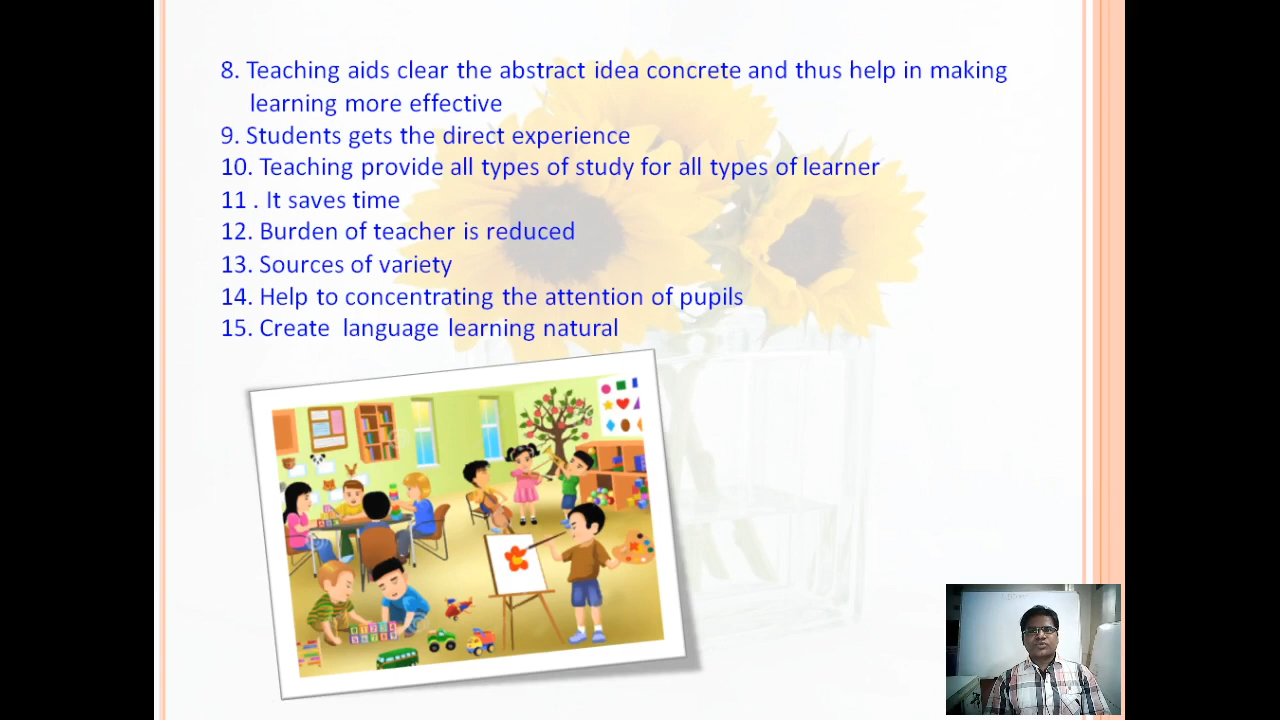 8. Teaching aids clear the abstract idea concrete and thus help in making
learning more effective
9. Students gets the direct experience
10. Teaching provide all types of study for all types of learner
11 . It saves time
12. Burden of teacher is reduced
13. Sources of variety
14. Help to concentrating the attention of pupils
15. Create  language learning natural